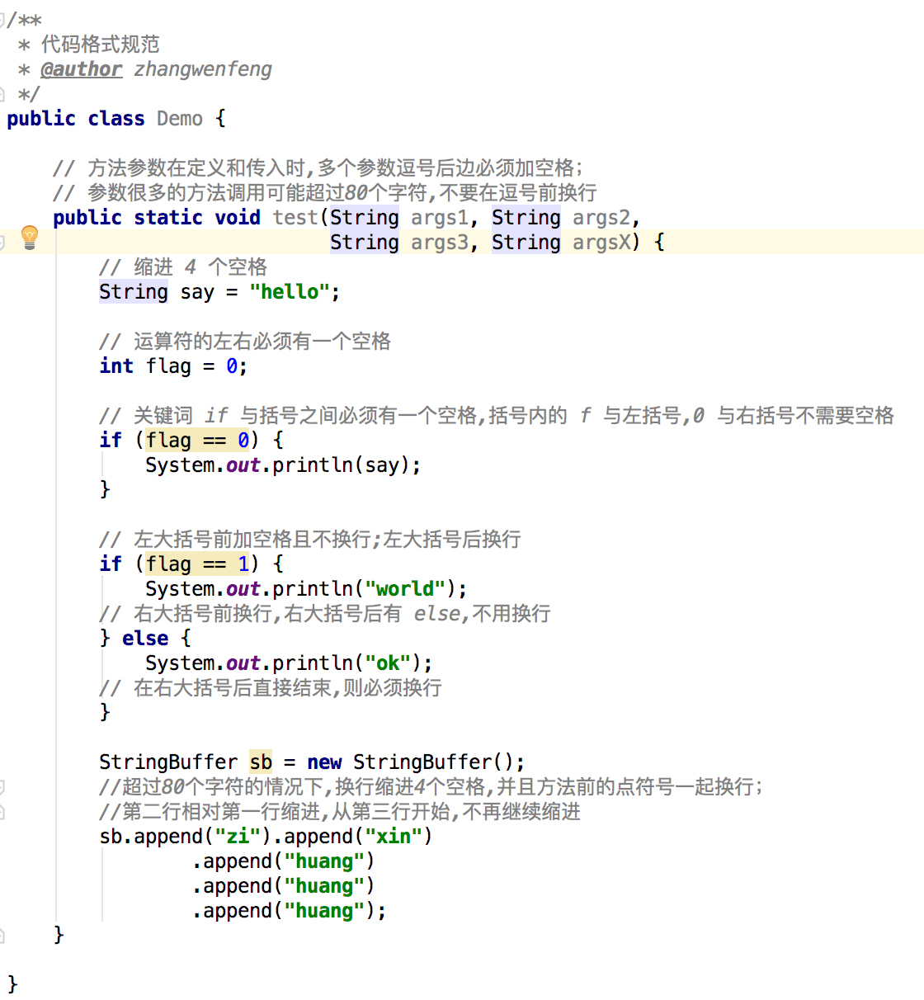 /**
 * 代码格式规范
 * @author zhangwenfeng
 */
public class Demo {

    // 方法参数在定义和传入时,多个参数逗号后边必须加空格;
    // 参数很多的方法调用可能超过80个字符,不要在逗号前换行
    public static void test(String args1, String args2,
                            String args3, String argsX) {
        // 缩进 4 个空格
        String say = "hello";

        // 运算符的左右必须有一个空格
        int flag = 0;

        // 关键词 if 与括号之间必须有一个空格,括号内的 f 与左括号,0 与右括号不需要空格
        if (flag == 0) {
            System.out.println(say);
        }

        // 左大括号前加空格且不换行;左大括号后换行
        if (flag == 1) {
            System.out.println("world");
        // 右大括号前换行,右大括号后有 else,不用换行
        } else {
            System.out.println("ok");
        // 在右大括号后直接结束,则必须换行
        }

        StringBuffer sb = new StringBuffer();
        //超过80个字符的情况下,换行缩进4个空格,并且方法前的点符号一起换行;
        //第二行相对第一行缩进,从第三行开始,不再继续缩进
        sb.append("zi").append("xin")
                .append("huang")
                .append("huang")
                .append("huang");
    }

}